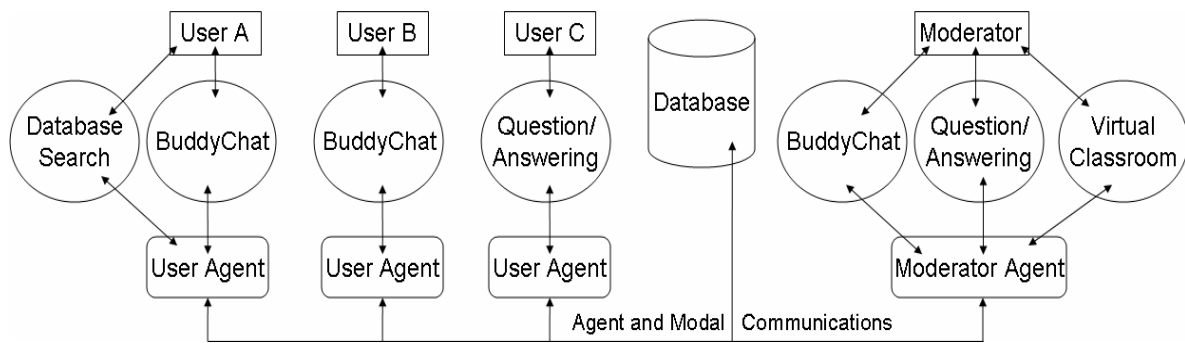 User A
User B
User C
Moderator
Database
Search
BuddyChat
BuddyChat
Question/
Answering
Database
BuddyChat
Question/
Answering
Virtual
Classroom
User Agent
User Agent
User Agent
Moderator Agent
Agent and Modal Communications